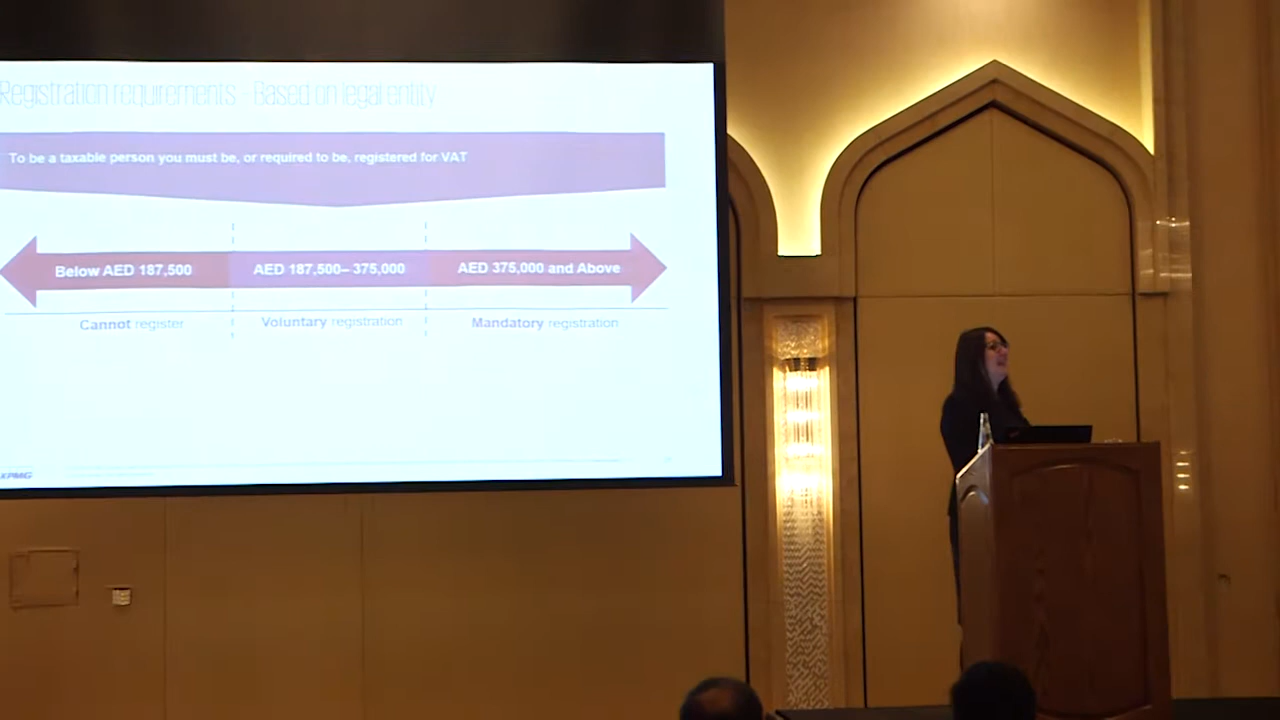 Registration requirements - Based on legal entity
To be a taxable person you must be, or required to be, registered for VAT
Below AED 187,500
AED 187,500– 375,000
AED 375,000 and Above
Cannot register
Voluntary registration
Mandatory registration
KPMG